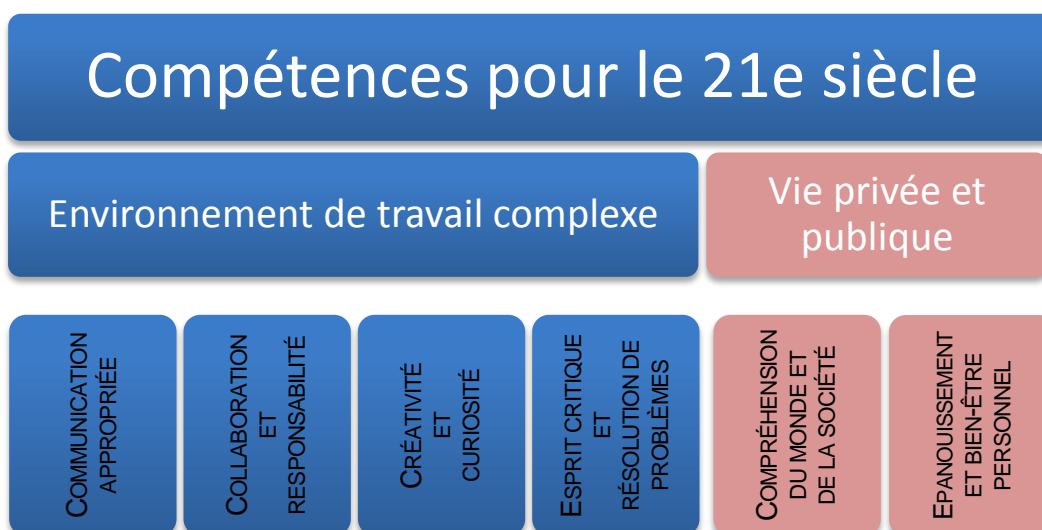 Compétences pour le 21e siècle
Environnement de travail complexe
Vie privée et
publique
COMMUNICATION
APPROPRIÉE
COLLABORATION
ET
RESPONSABILITÉ
CRÉATIVITÉ
ET
CURIOSITÉ
ESPRIT CRITIQUE
ET
RÉSOLUTION DE
PROBLÈMES
COMPRÉHENSION
DU MONDE ET
DE LA SOCIÉTÉ
EPANOUISSEMENT
ET BIEN-ÊTRE
PERSONNEL